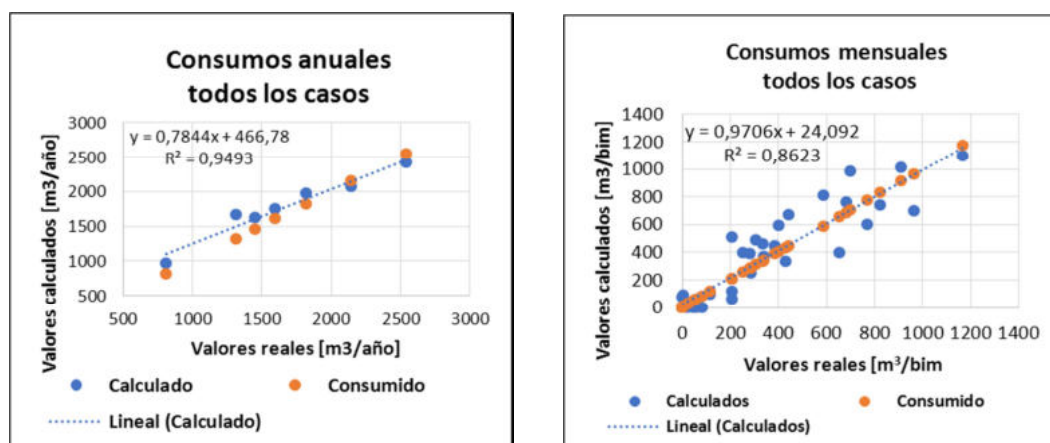 Consumos anuales
todos los casos
y = 0,7844x + 466,78
R² = 0,9493
Valores calculados [m3/año]
3000
2500
2000
1500
1000
500
500 1000 1500 2000 2500 3000
Valores reales [m3/año]
Calculado Consumido
Lineal (Calculado)
Consumos mensuales
todos los casos
y = 0,9706x + 24,092
R² = 0,8623
Valores calculados [m3/bim]
1400
1200
1000
800
600
400
200
0
0 200 400 600 800 1000 1200 1400
Valores reales [m³/bim
Calculados Consumido
Lineal (Calculados)